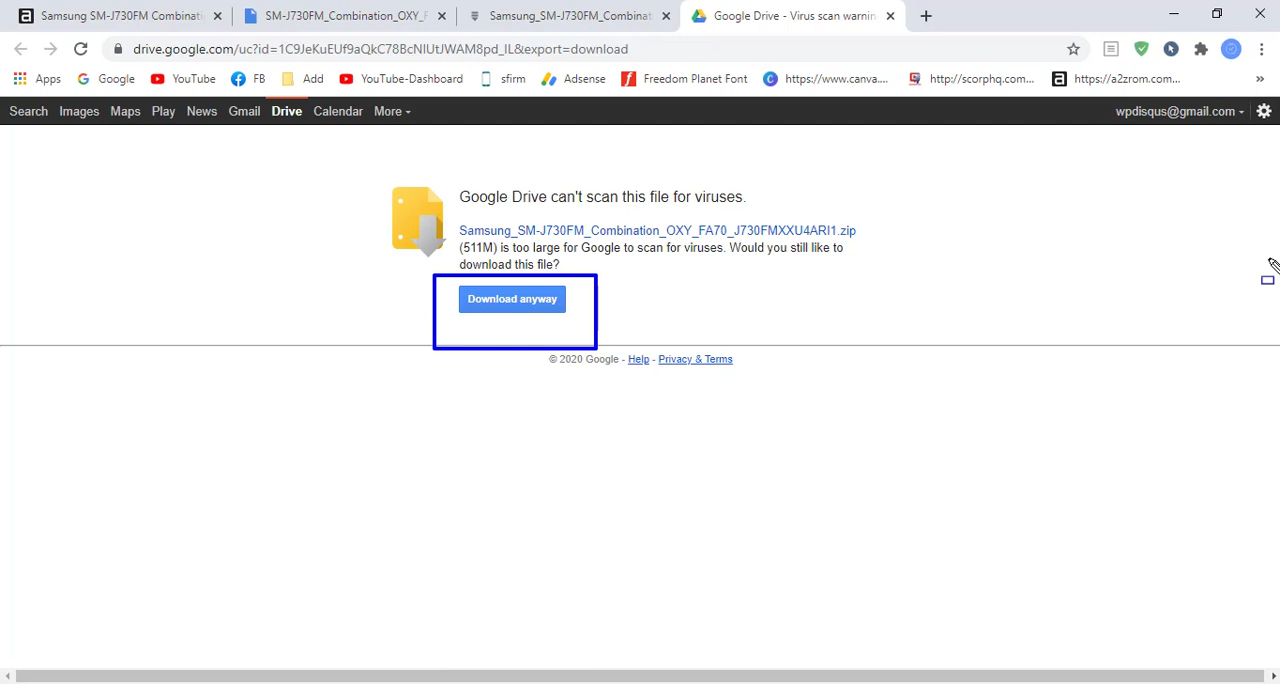 Samsung SM-J730FM Combinati
SM-J730FM_Combination_OXY_F
Samsung_SM-J730FM_Combinat
Google Drive - Virus scan warnin
drive.google.com/uc?id=1C9JeKuEUf9aQkC78BcNIUtJWAM8pd_IL&export=download
Apps
Google
YouTube
FB
Add
YouTube-Dashboard
sfirm
Adsense
Freedom Planet Font
https://www.canva....
http://scorphq.com...
https://a2zrom.com...
»
Search Images Maps Play News Gmail Drive Calendar More
wpdisqus@gmail.com
Google Drive can't scan this file for viruses.
Samsung_SM-J730FM_Combination_OXY_FA70_J730FMXXU4ARI1.zip
(511M) is too large for Google to scan for viruses. Would you still like to
download this file?
Download anyway
© 2020 Google - Help - Privacy & Terms